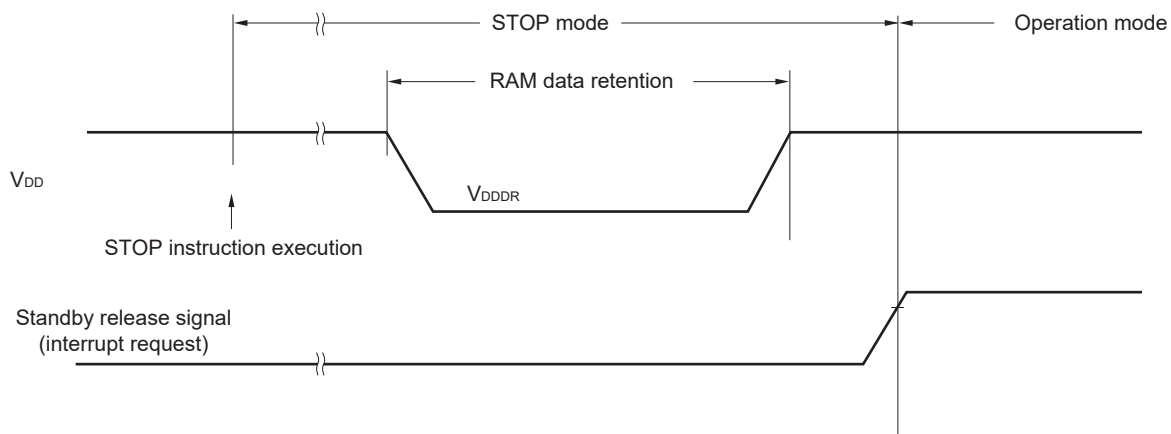 STOP mode
Operation mode
RAM data retention
VDD
VDDDR
STOP instruction execution
Standby release signal
(interrupt request)